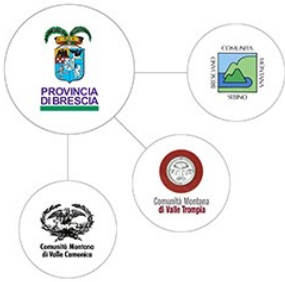 PROVINCIA
DI BRESCIA
COMUNITÀ
MONTANA
SEBINO
BRESCIANO
Comunità Montana
di Valle Trompia
Comunità Montana
di Valle Camonica